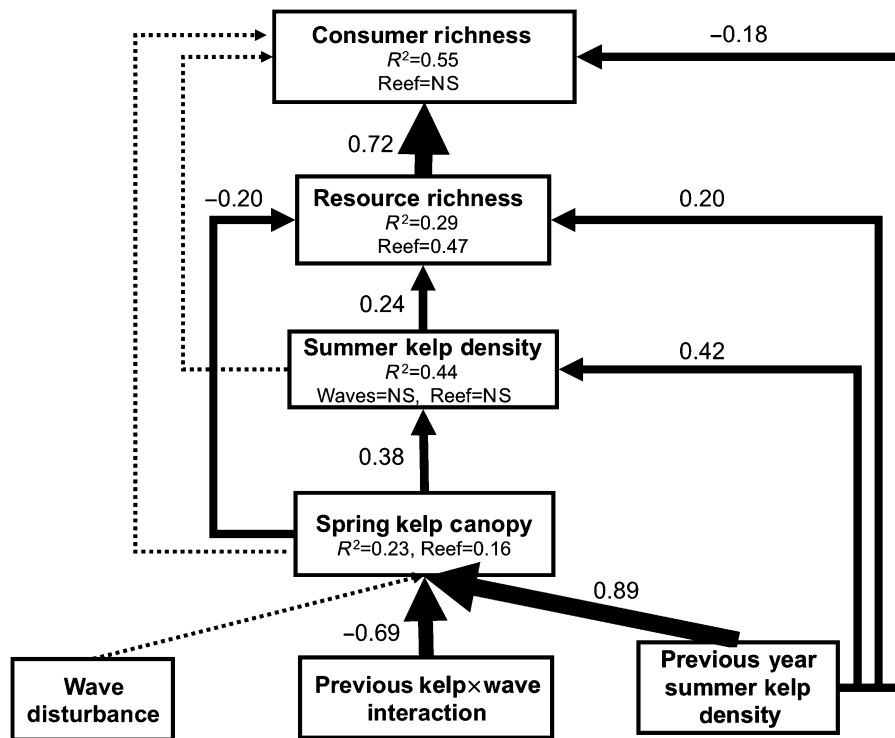 Consumer richness
R²=0.55
Reef=NS
−0.18
0.72
−0.20
Resource richness
R²=0.29
Reef=0.47
0.20
0.24
Summer kelp density
R²=0.44
Waves=NS, Reef=NS
0.42
0.38
Spring kelp canopy
R²=0.23, Reef=0.16
0.89
−0.69
Wave
disturbance
Previous kelp×wave
interaction
Previous year
summer kelp
density